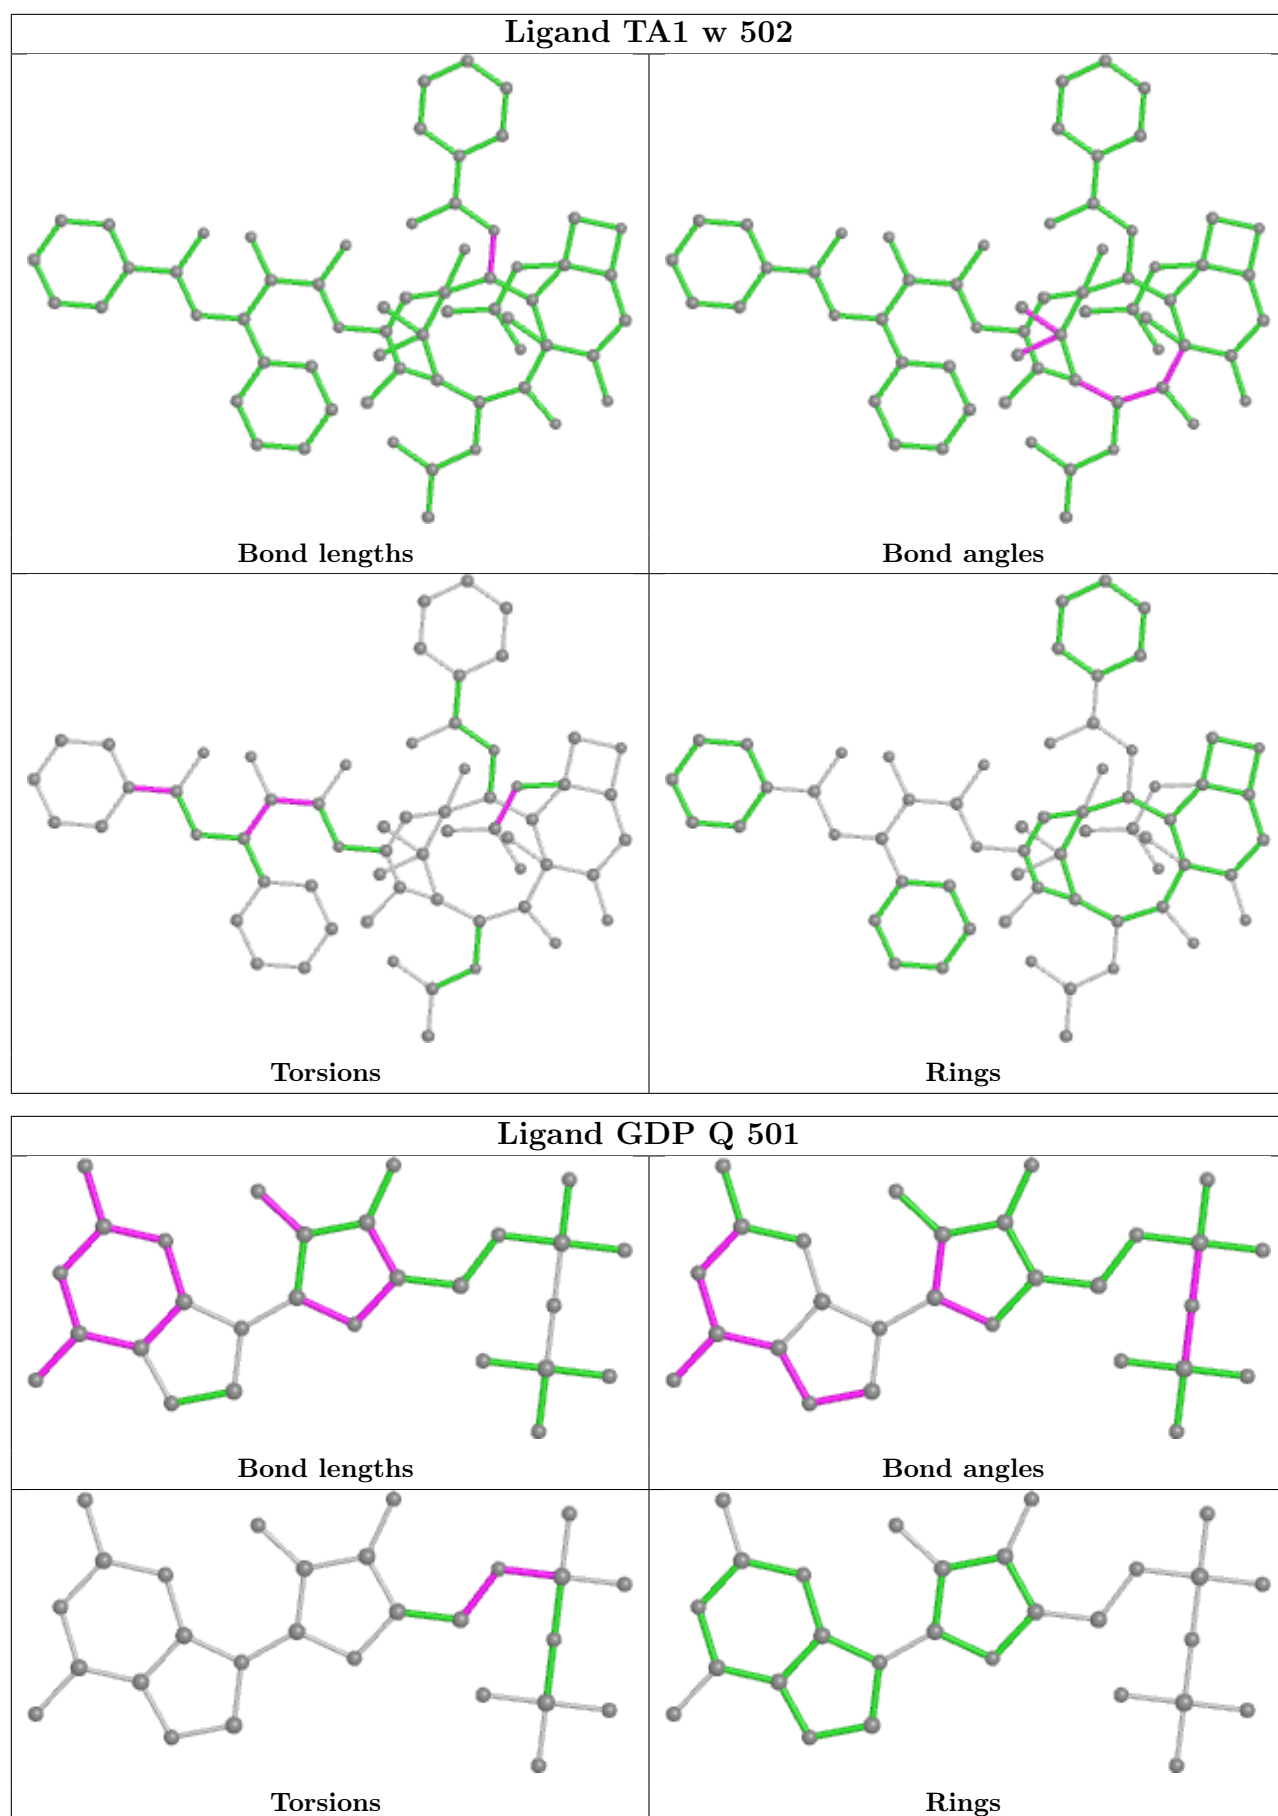 Ligand TA1 w 502
Bond lengths
Bond angles
Torsions
Rings
Ligand GDP Q 501
Bond lengths
Bond angles
Torsions
Rings